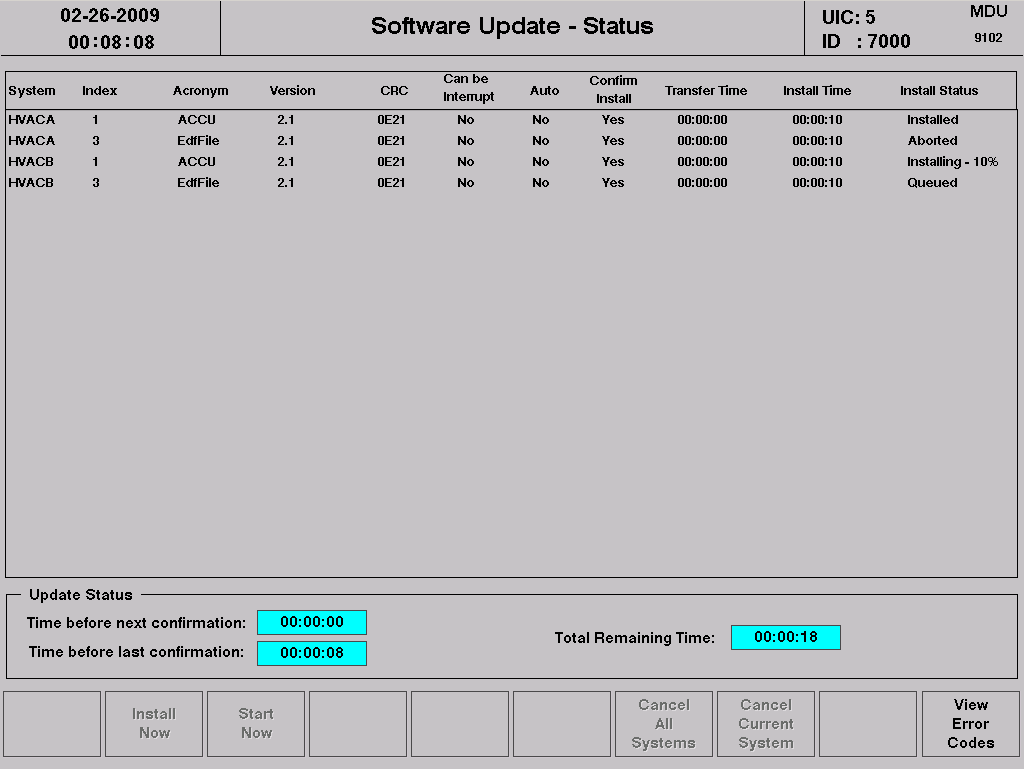 02-26-2009
00:08:08
Software Update - Status
UIC: 5
ID : 7000
MDU
9102
System Index Acronym Version CRC Can be Interrupt Auto Confirm Install Transfer Time Install Time Install Status
HVACA 1 ACCU 2.1 0E21 No No Yes 00:00:00 00:00:10 Installed
HVACA 3 EdfFile 2.1 0E21 No No Yes 00:00:00 00:00:10 Aborted
HVACB 1 ACCU 2.1 0E21 No No Yes 00:00:00 00:00:10 Installing - 10%
HVACB 3 EdfFile 2.1 0E21 No No Yes 00:00:00 00:00:10 Queued
Update Status
Time before next confirmation: 00:00:00
Time before last confirmation: 00:00:08
Total Remaining Time: 00:00:18
Install
Now
Start
Now
Cancel
All
Systems
Cancel
Current
System
View
Error
Codes